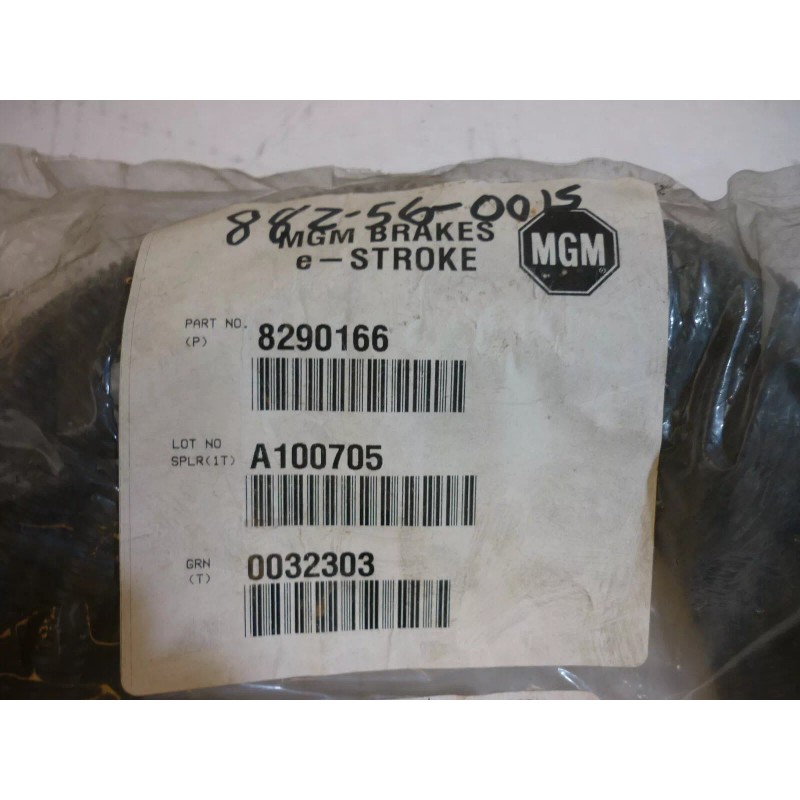 882-56-0015
MGM BRAKES
e-STROKE
MGM
®
PART NO.
(P)
8290166
LOT NO
SPLR(1T)
A100705
GRN
(T)
0032303